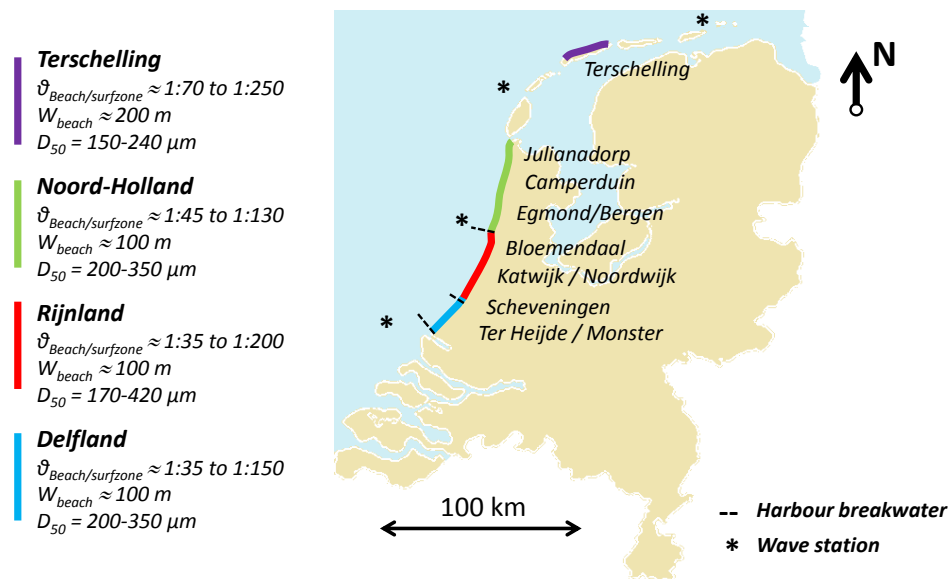 Terschelling
ϑBeach/surfzone ≈ 1:70 to 1:250
Wbeach ≈ 200 m
D50 = 150-240 μm
Noord-Holland
ϑBeach/surfzone ≈ 1:45 to 1:130
Wbeach ≈ 100 m
D50 = 200-350 μm
Rijnland
ϑBeach/surfzone ≈ 1:35 to 1:200
Wbeach ≈ 100 m
D50 = 170-420 μm
Delfland
ϑBeach/surfzone ≈ 1:35 to 1:150
Wbeach ≈ 100 m
D50 = 200-350 μm
N
Terschelling
Julianadorp
Camperduin
Egmond/Bergen
Bloemendaal
Katwijk / Noordwijk
Scheveningen
Ter Heijde / Monster
100 km
-- Harbour breakwater
* Wave station